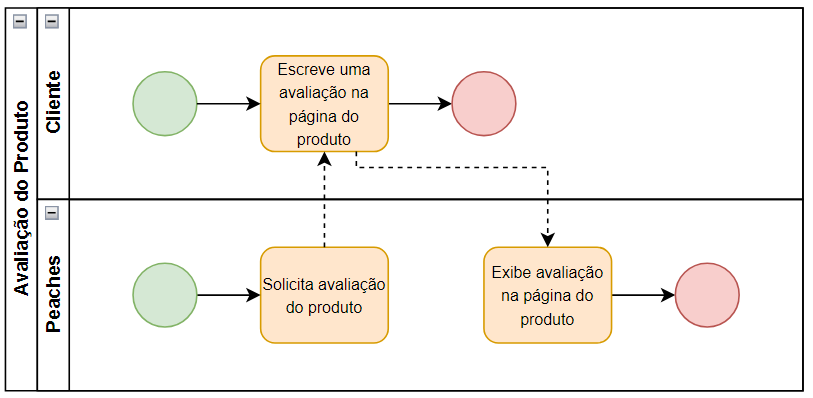 Avaliação do Produto
Cliente
Escreve uma
avaliação na
página do
produto
Peaches
Solicita avaliação
do produto
Exibe avaliação
na página do
produto